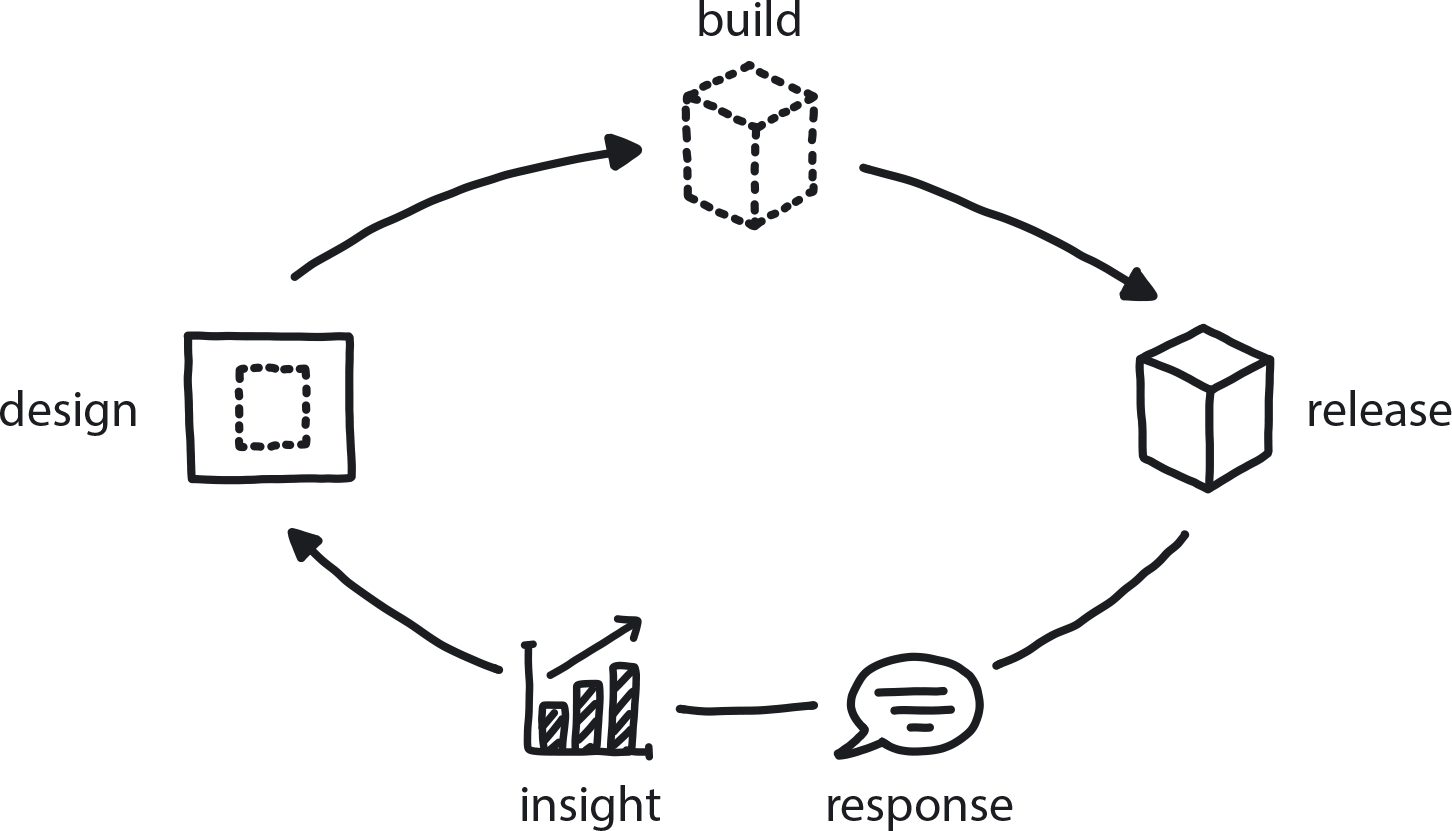 build
design
release
insight
response